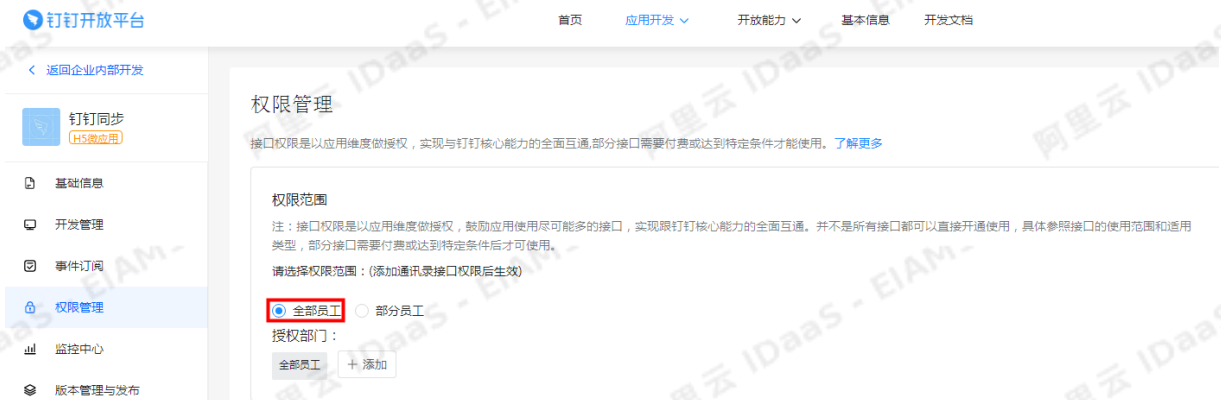 钉钉开放平台 首页 应用开发 开放能力 基本信息 开发文档
返回企业内部开发
钉钉同步
H5微应用
基础信息
开发管理
事件订阅
权限管理
监控中心
版本管理与发布
权限管理
接口权限是以应用维度做授权，实现与钉钉核心能力的全面互通,部分接口需要付费或达到特定条件才能使用。了解更多
权限范围
注：接口权限是以应用维度做授权，鼓励应用使用尽可能多的接口，实现跟钉钉核心能力的全面互通。并不是所有接口都可以直接开通使用，具体参照接口的使用范围和适用
类型，部分接口需要付费或达到特定条件后才可使用。
请选择权限范围：(添加通讯录接口权限后生效)
全部员工 部分员工
授权部门：
全部员工 + 添加
阿里云 IDaaS - EIAM-